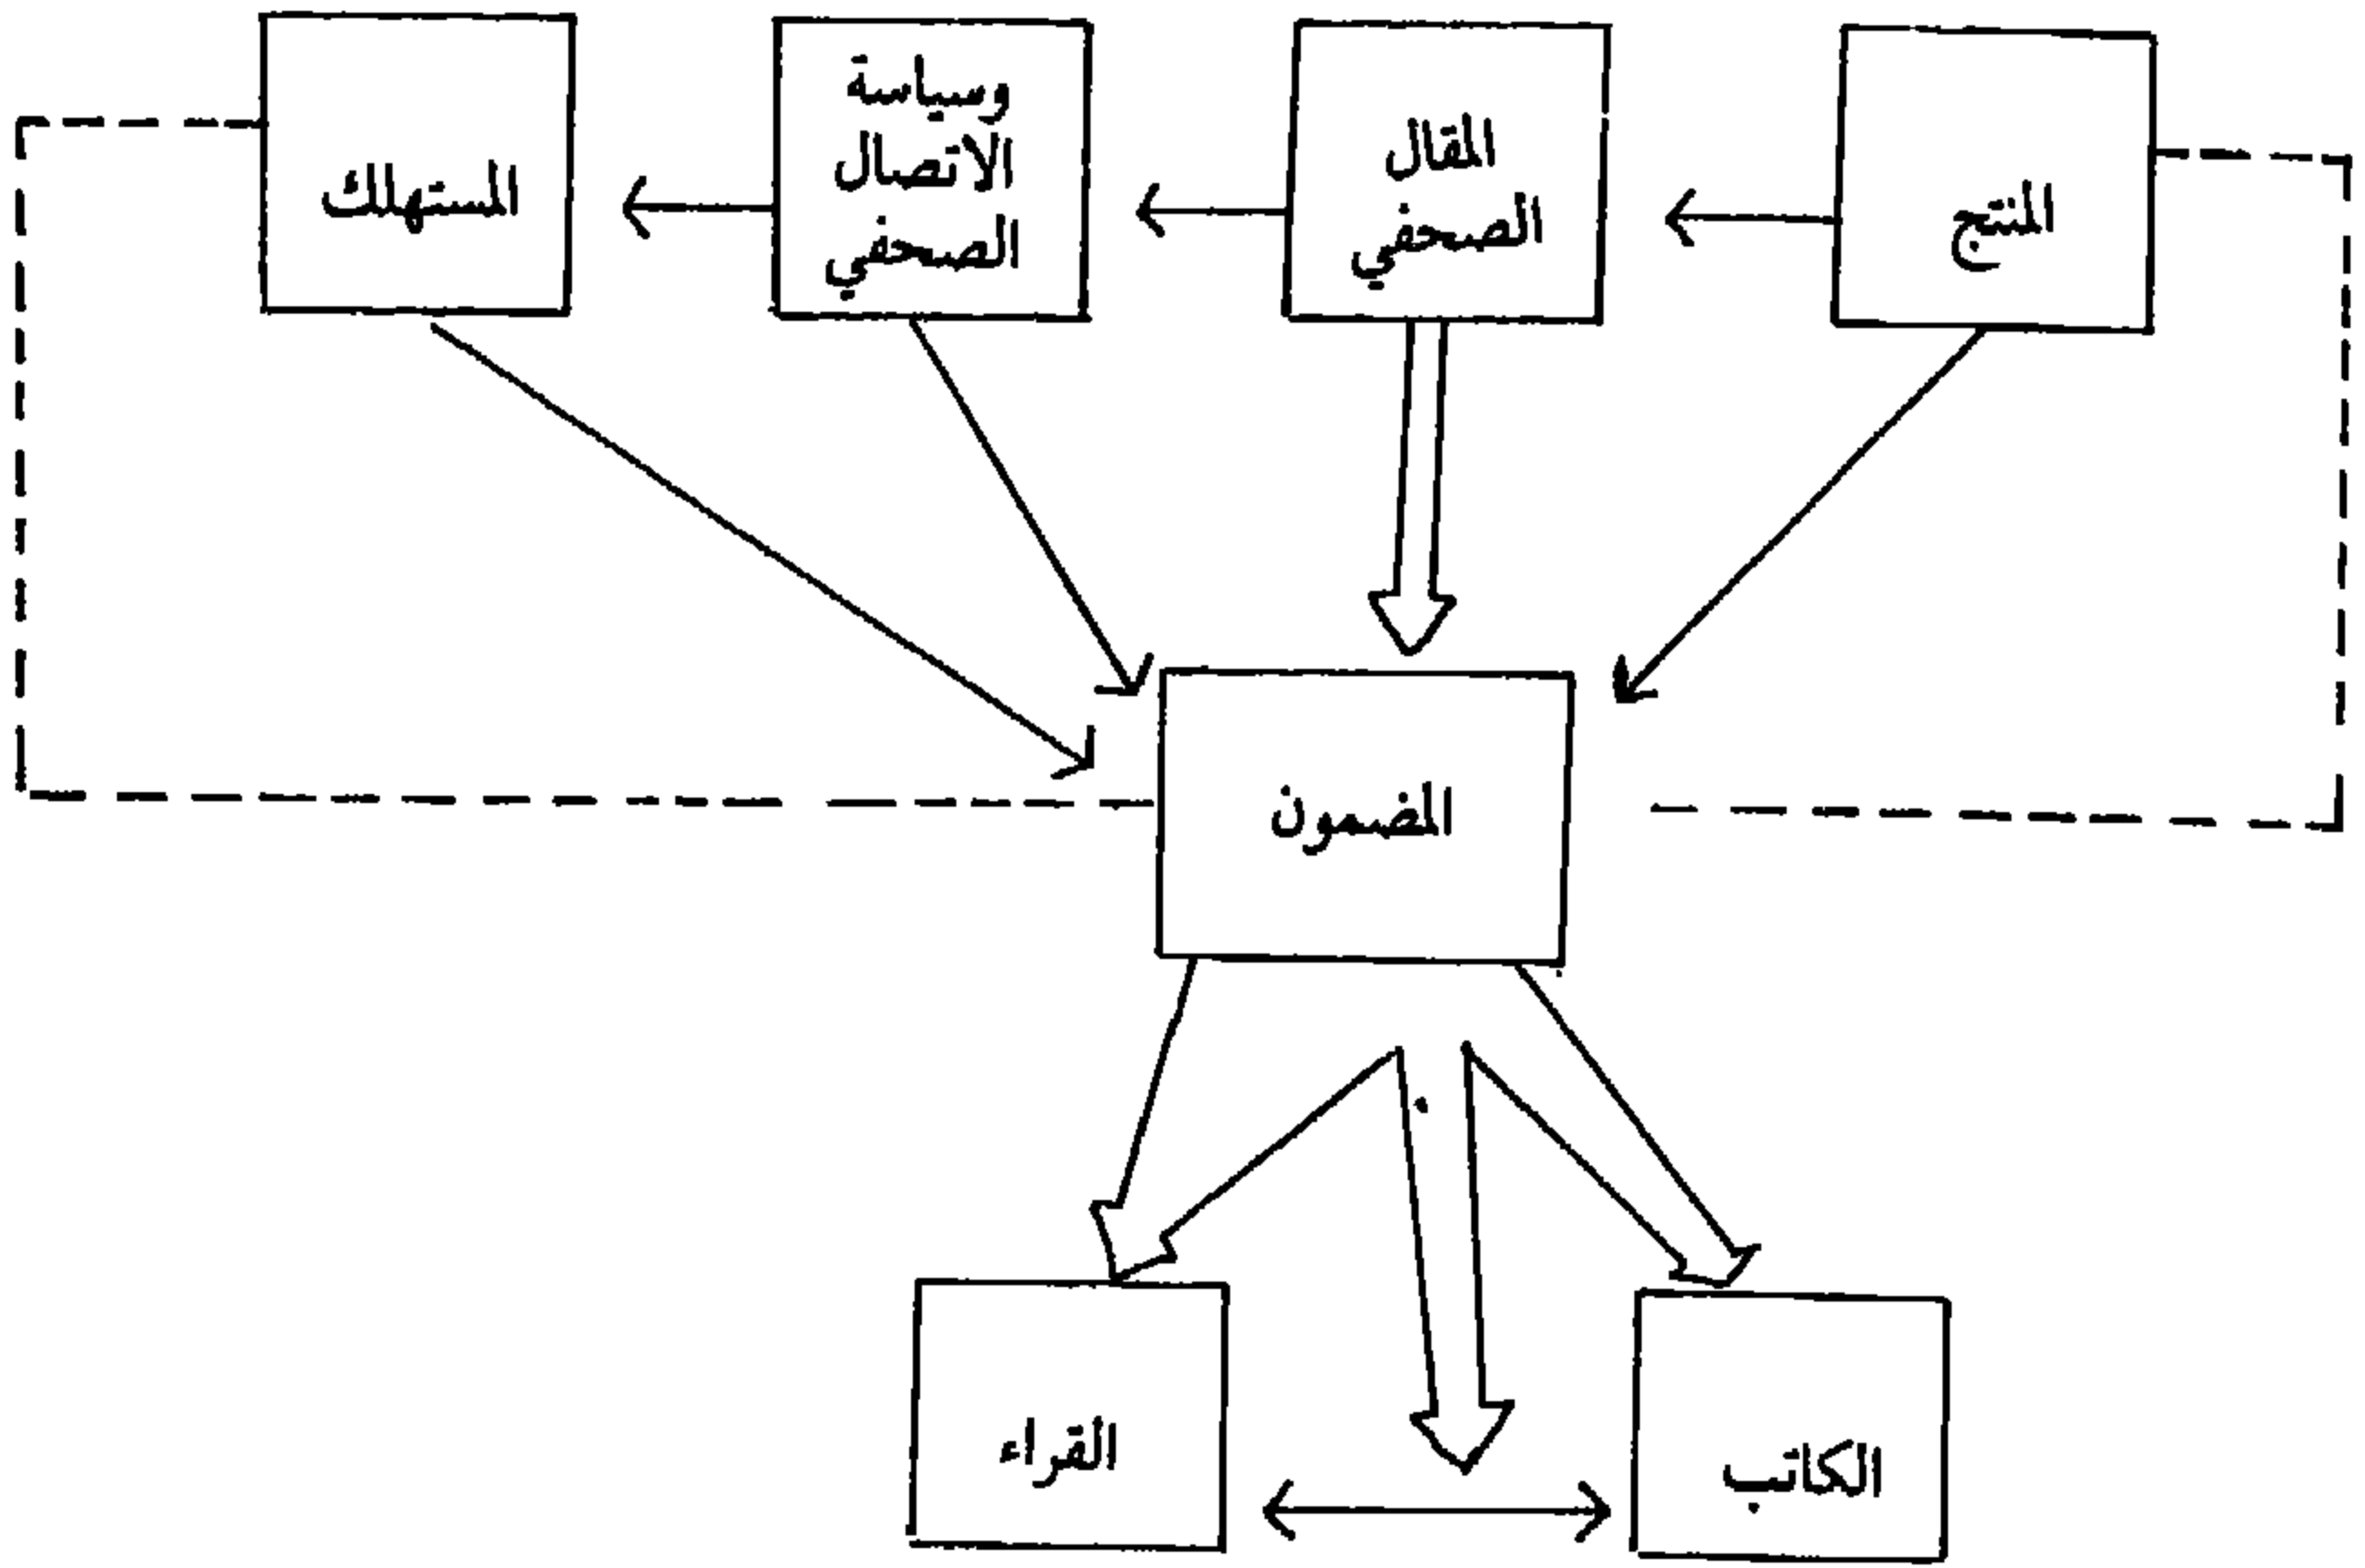 المنتج
المقال
الصحفي
وسياسة
الاتصال
الصحفي
المستهلك
المضمون
الكاتب
القراء